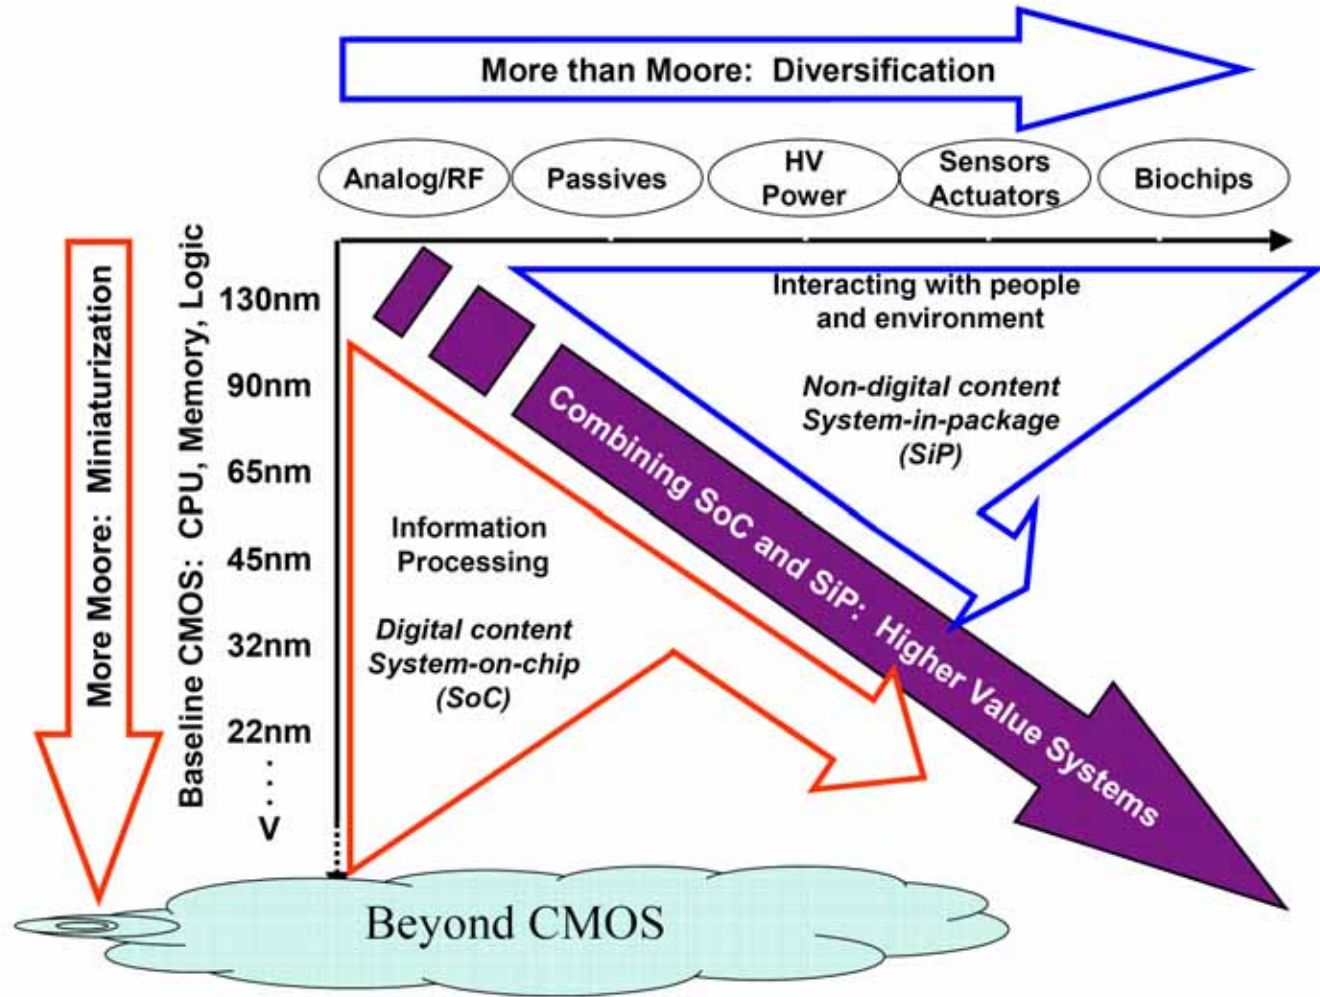 More than Moore:  Diversification
Analog/RF
Passives
HV
Power
Sensors
Actuators
Biochips
More Moore:  Miniaturization
Baseline CMOS:  CPU, Memory, Logic
130nm
90nm
65nm
45nm
32nm
22nm
.
.
.
.
V
Interacting with people
and environment
Non-digital content
System-in-package
(SiP)
Combining SoC and SiP:  Higher Value Systems
Information
Processing
Digital content
System-on-chip
(SoC)
Beyond CMOS